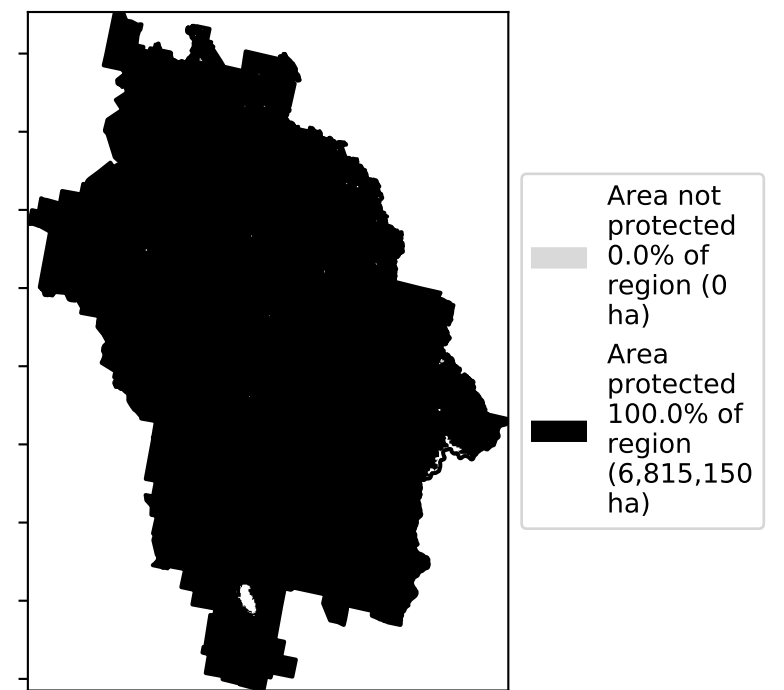 Area not
protected
0.0% of
region (0
ha)
Area
protected
100.0% of
region
(6,815,150
ha)